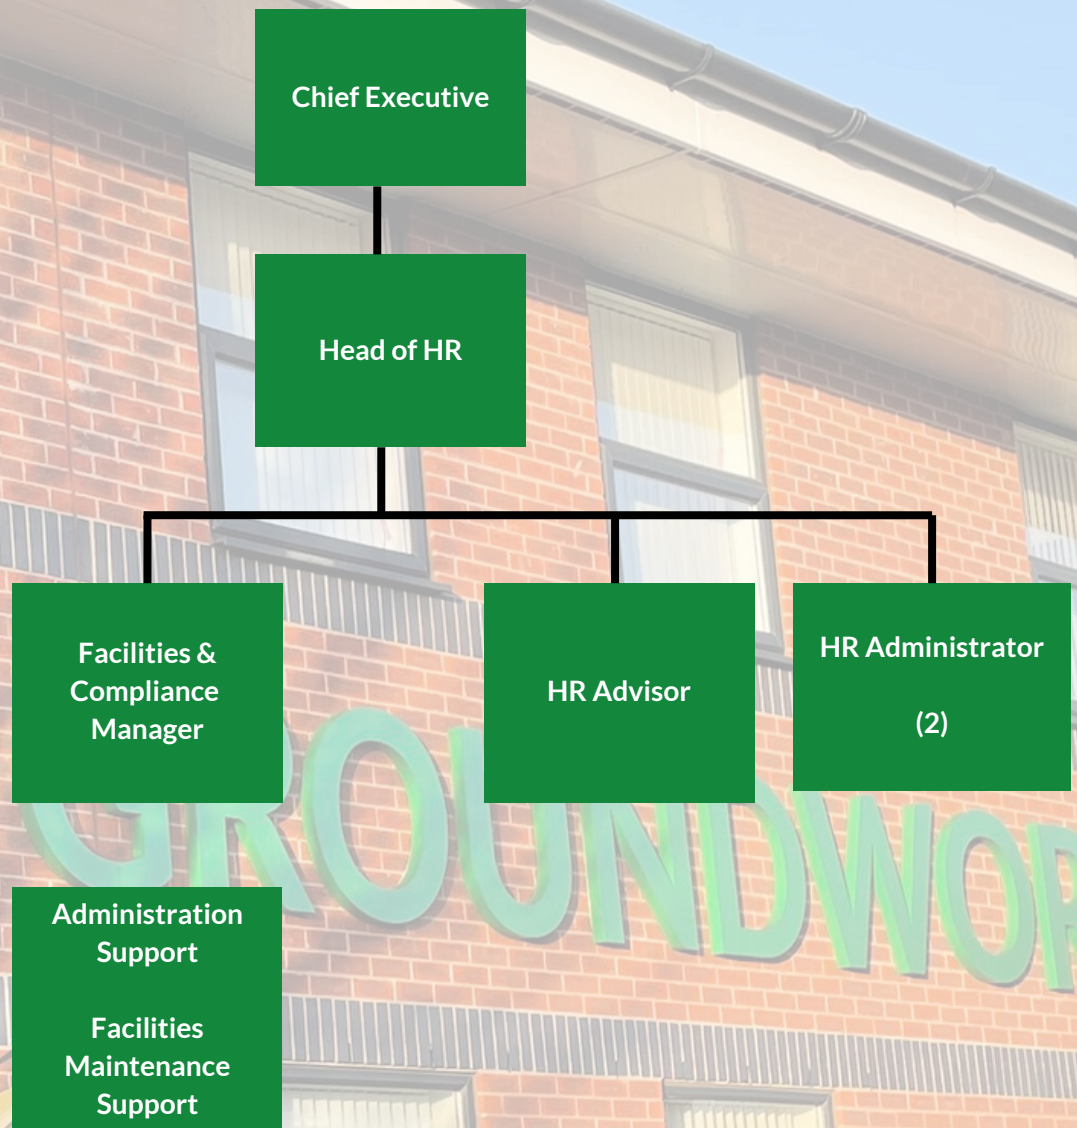 Chief Executive
Head of HR
Facilities &
Compliance
Manager
HR Advisor
HR Administrator
(2)
GROUNDWOR
Administration
Support
Facilities
Maintenance
Support